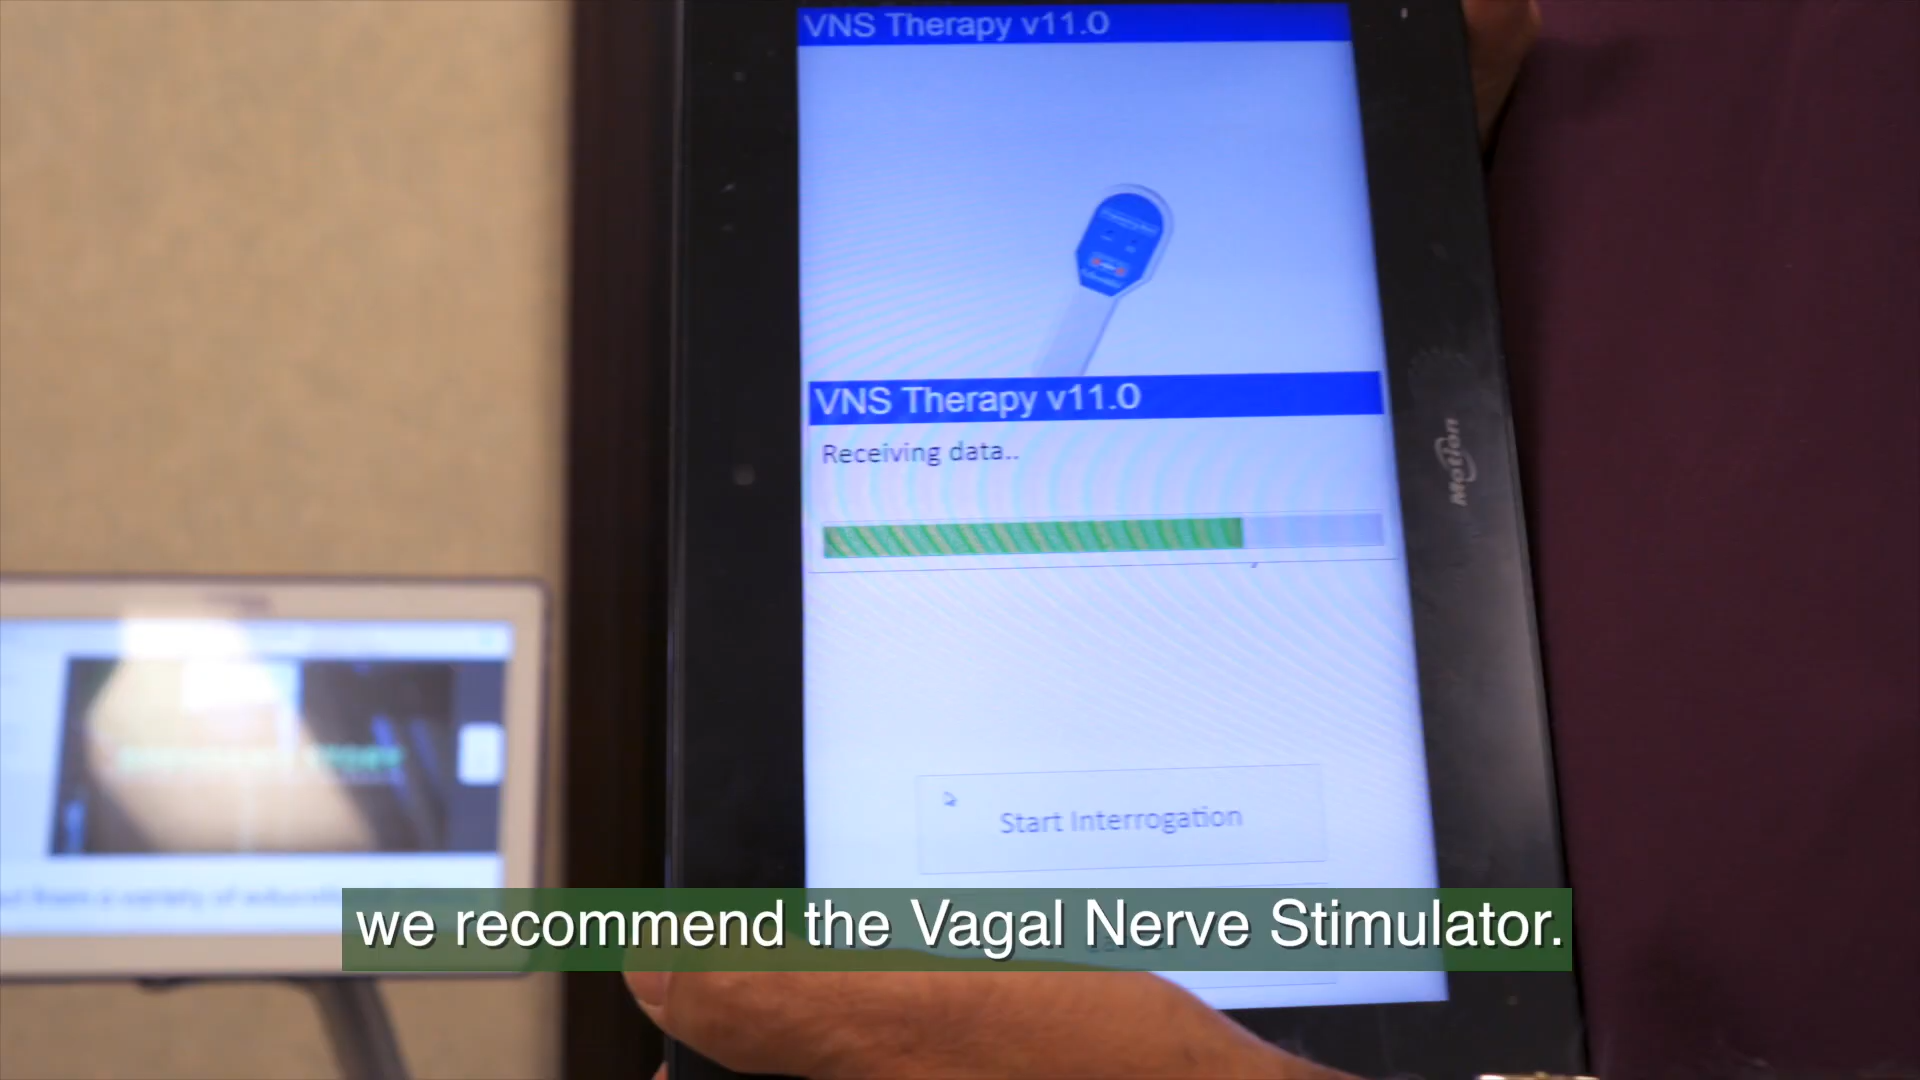 VNS Therapy v11.0
VNS Therapy v11.0
Receiving data..
Motion
Start Interrogation
we recommend the Vagal Nerve Stimulator.